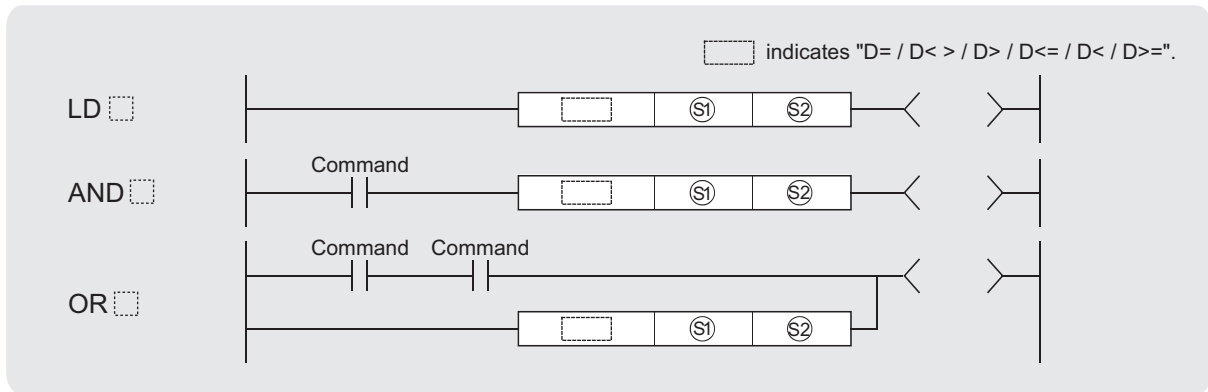 indicates "D= / D< > / D> / D<= / D< / D>=".
LD
S1 S2
Command
AND
S1 S2
Command Command
OR
S1 S2